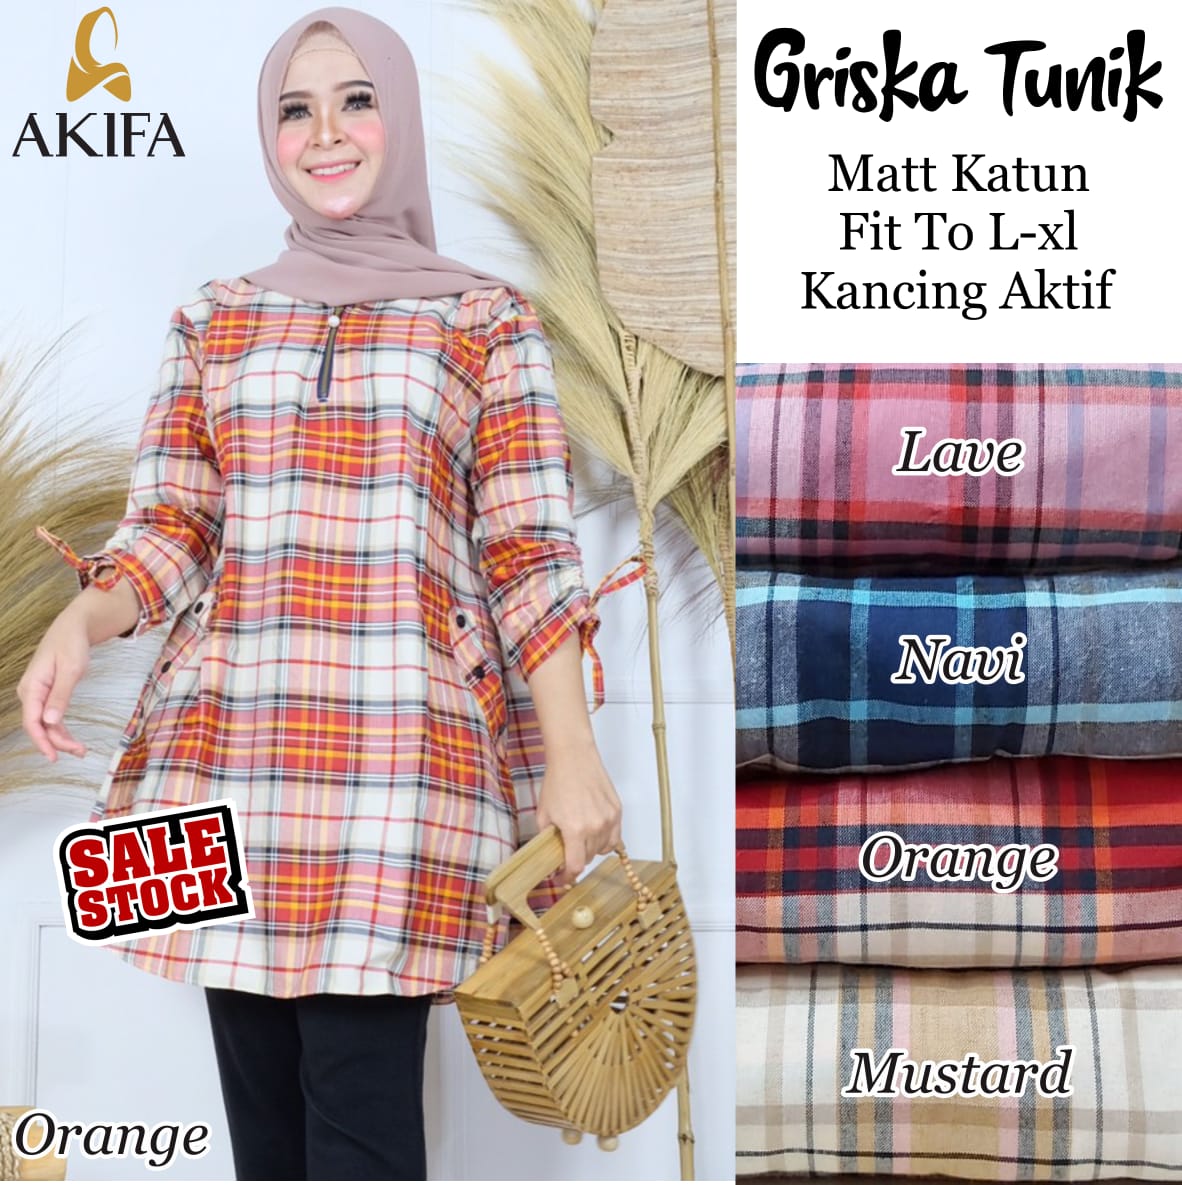 AKIFA
Griska Tunik
Matt Katun
Fit To L-xl
Kancing Aktif
Lave
Navi
Orange
Mustard
SALE
STOCK
Orange